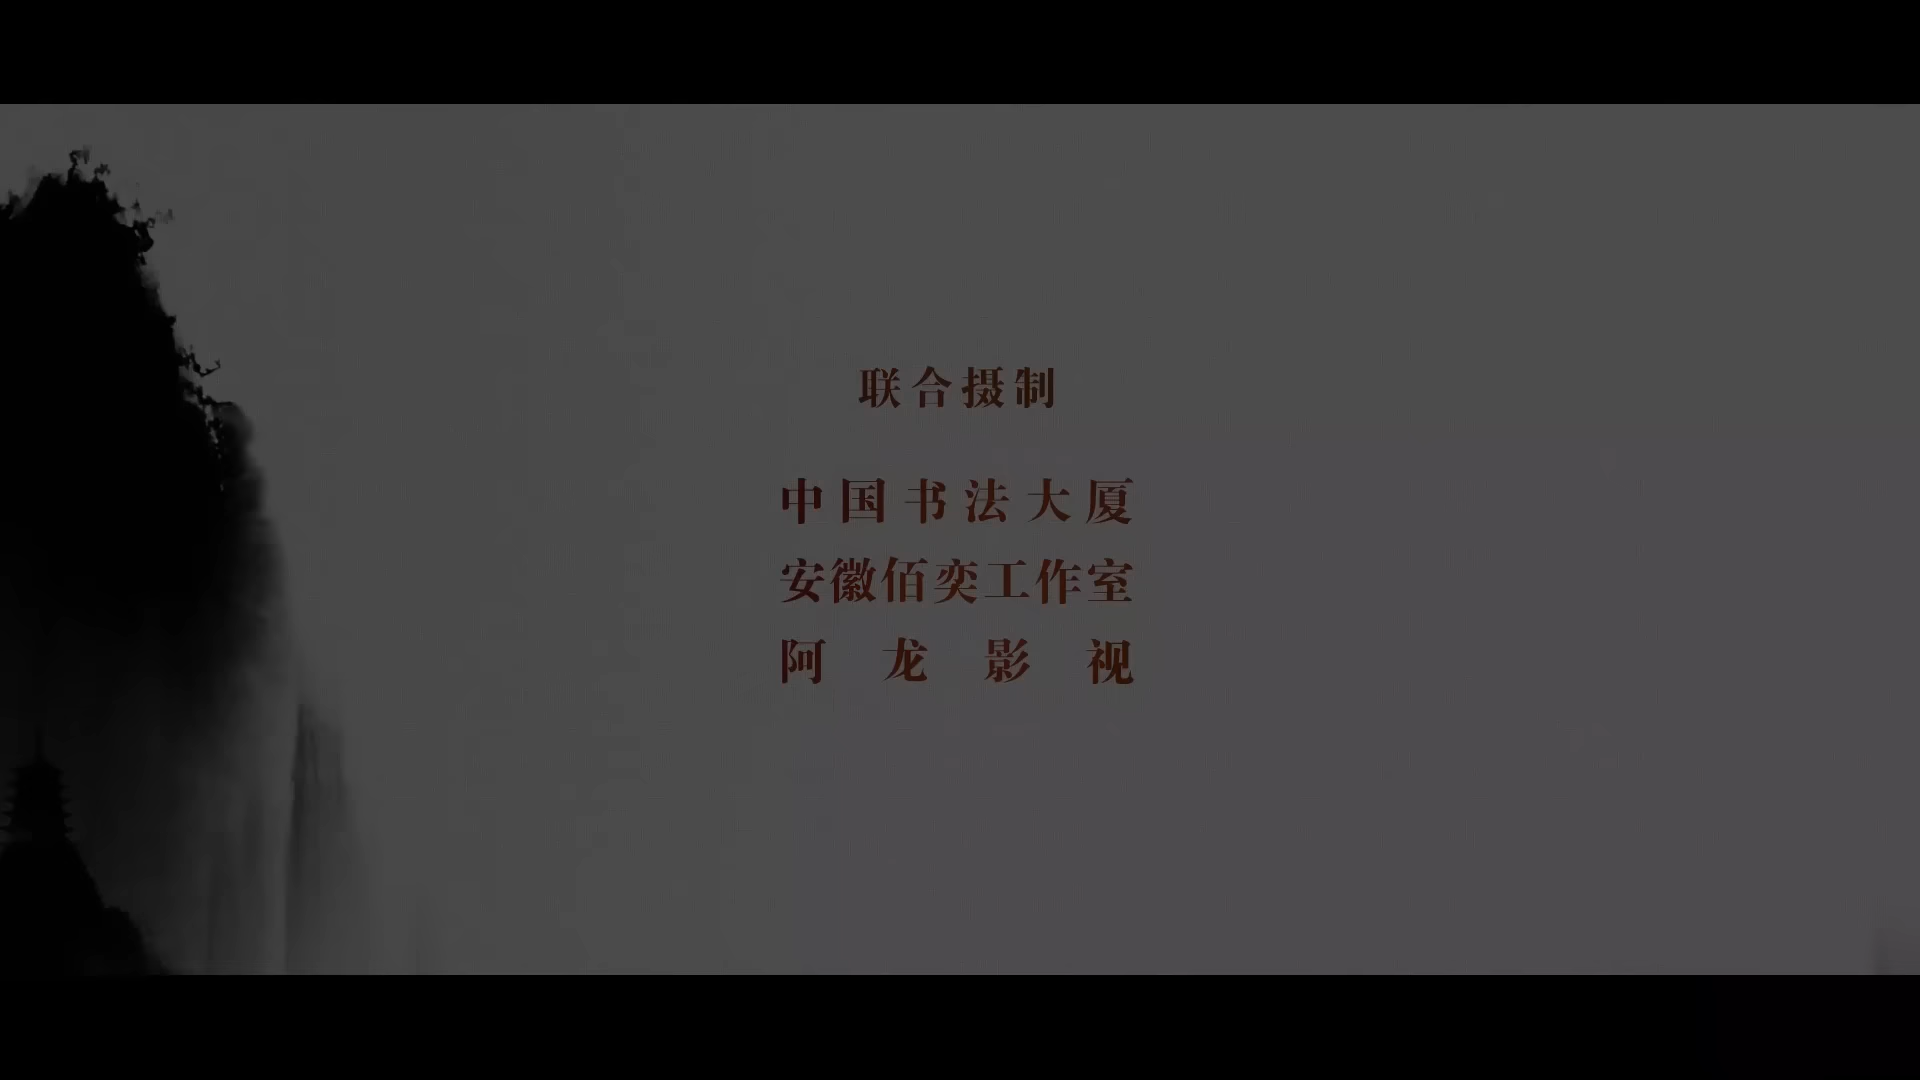 联合摄制
中国书法大厦
安徽佰奕工作室
阿龙影视